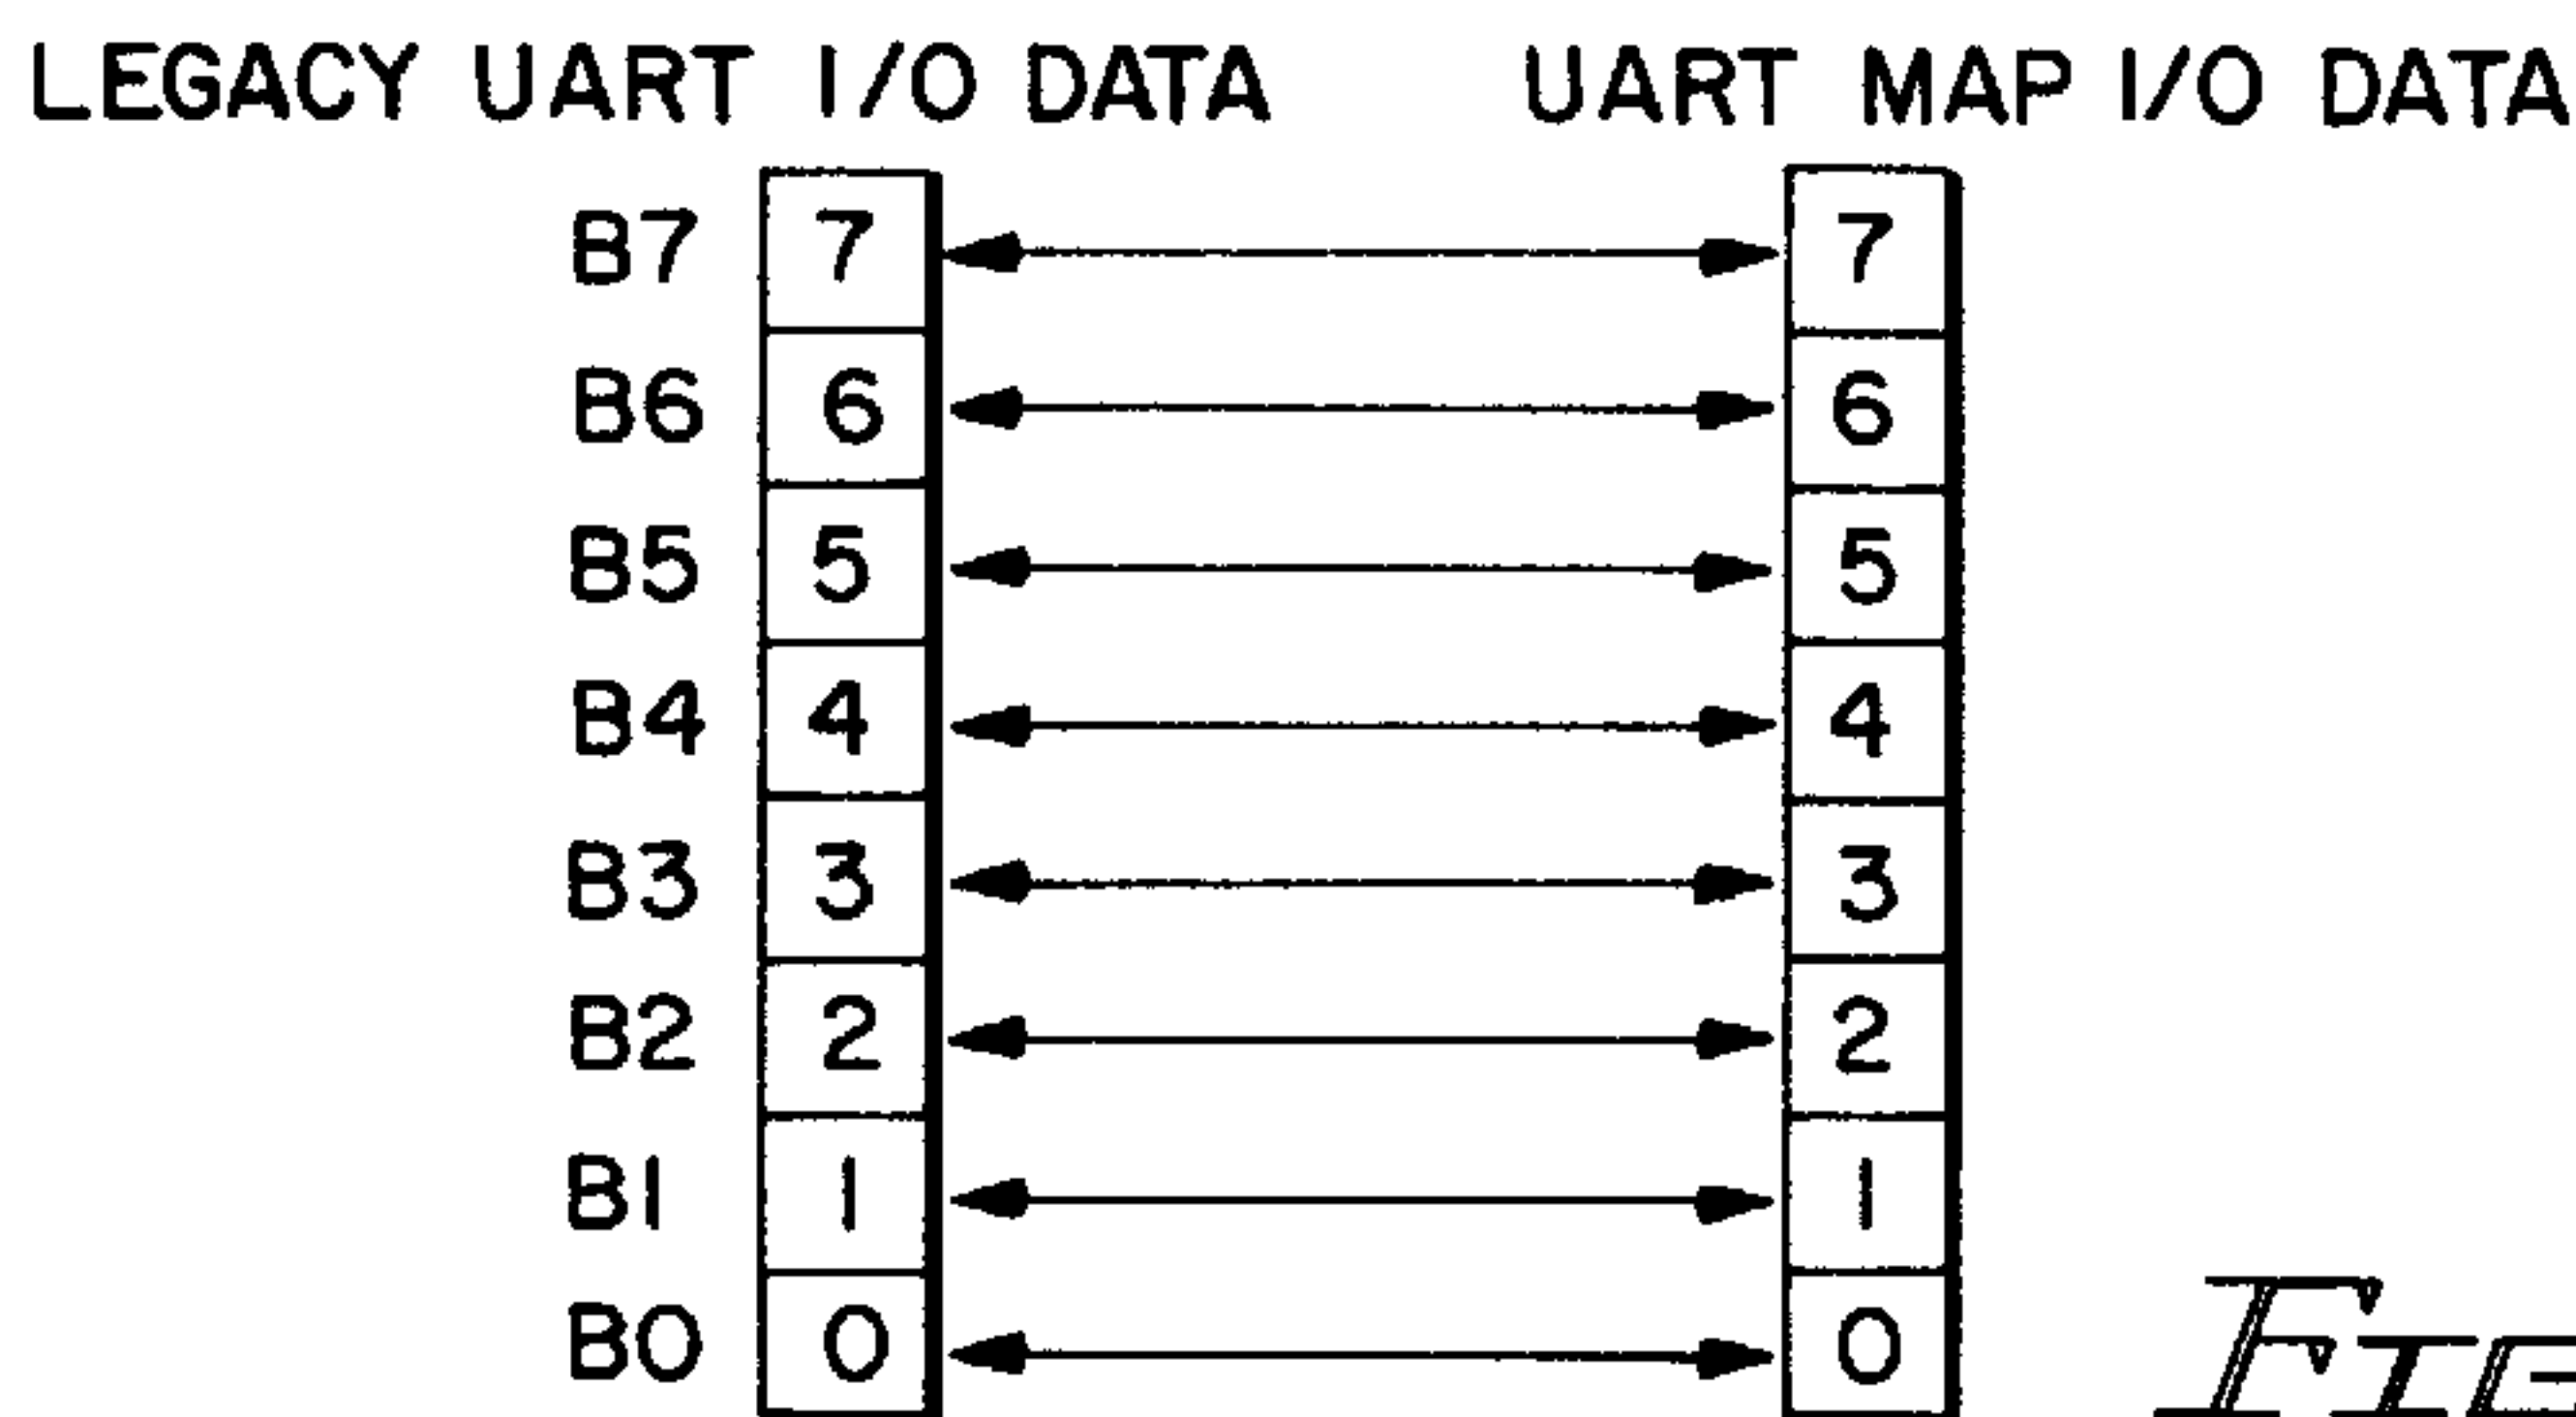 LEGACY UART I/O DATA UART MAP I/O DATA
B7 7 7
B6 6 6
B5 5 5
B4 4 4
B3 3 3
B2 2 2
B1 1 1
B0 0 0